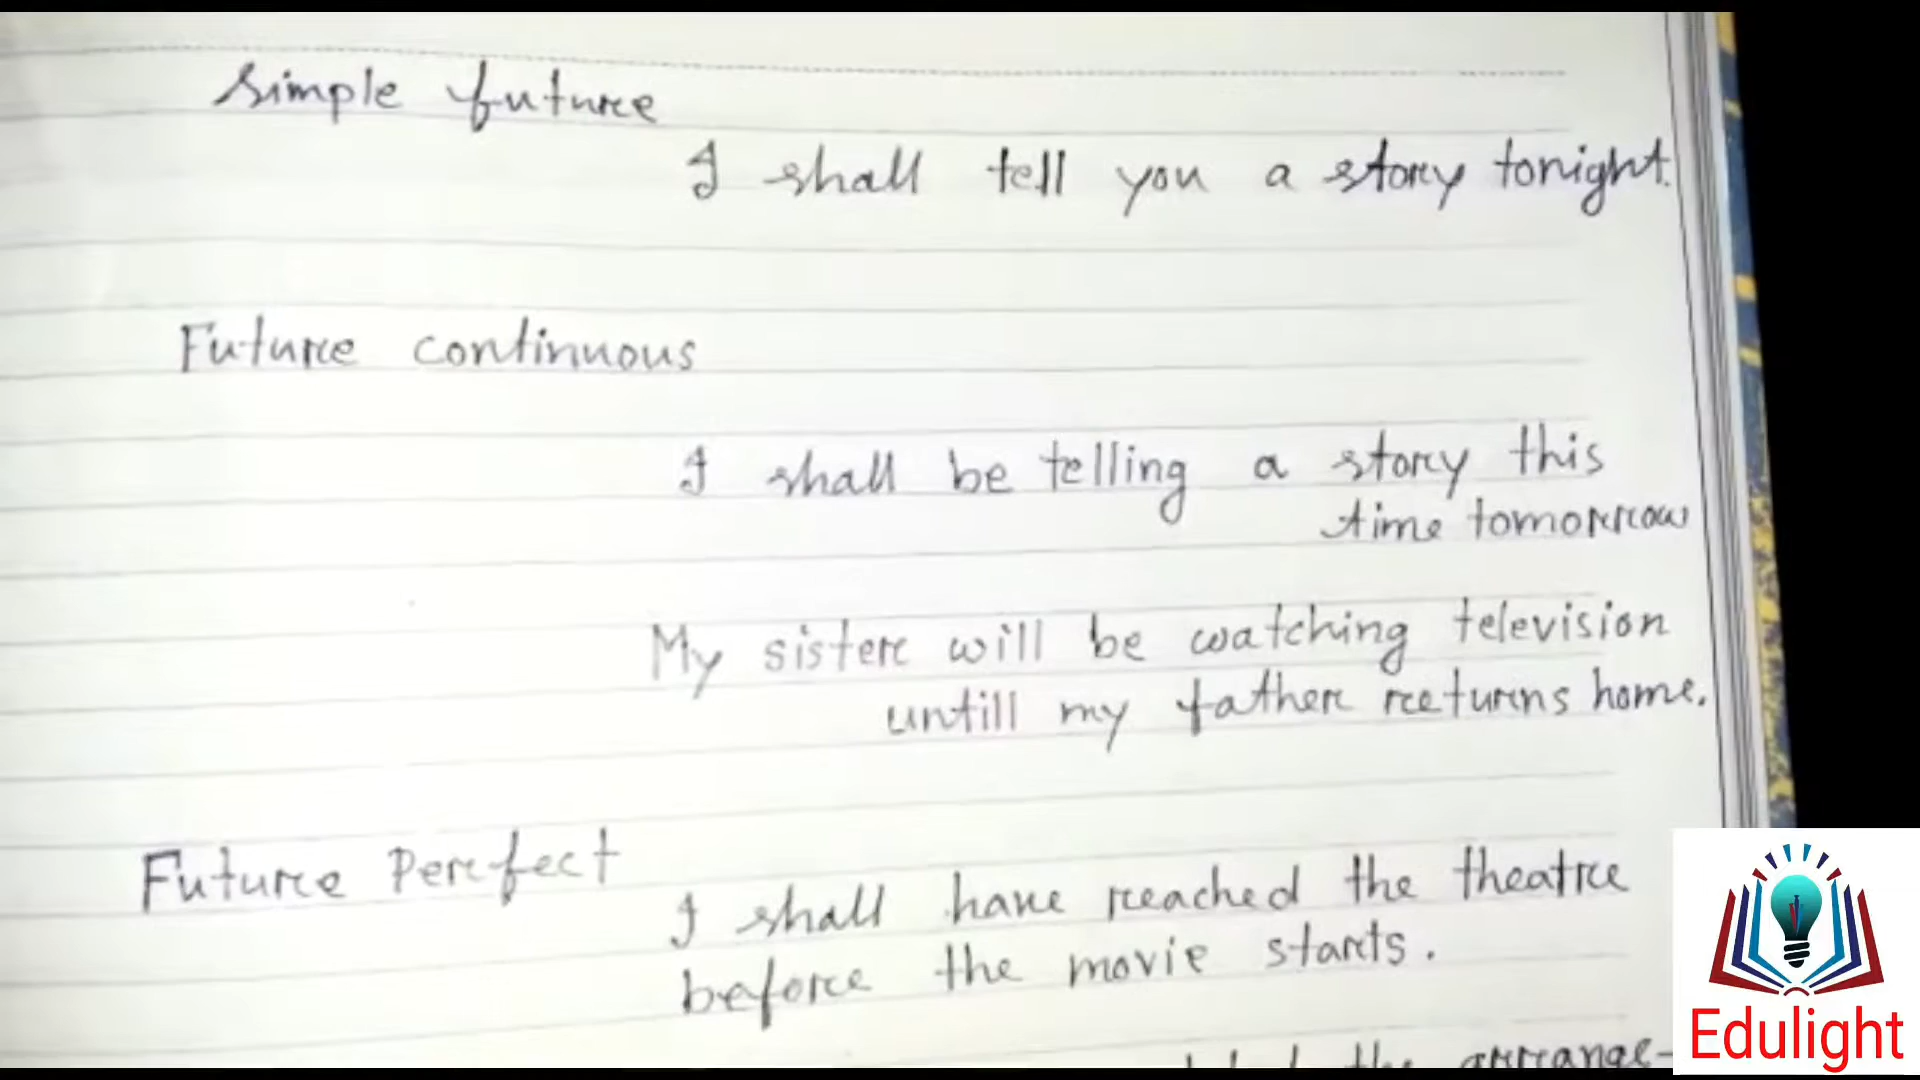 Simple future
I shall tell you a story tonight.
Future continuous
I shall be telling a story this
time tomorrow
My sister will be watching television
untill my father returns home.
Future Perfect
I shall have reached the theatre
before the movie starts.
the arrange-
Edulight